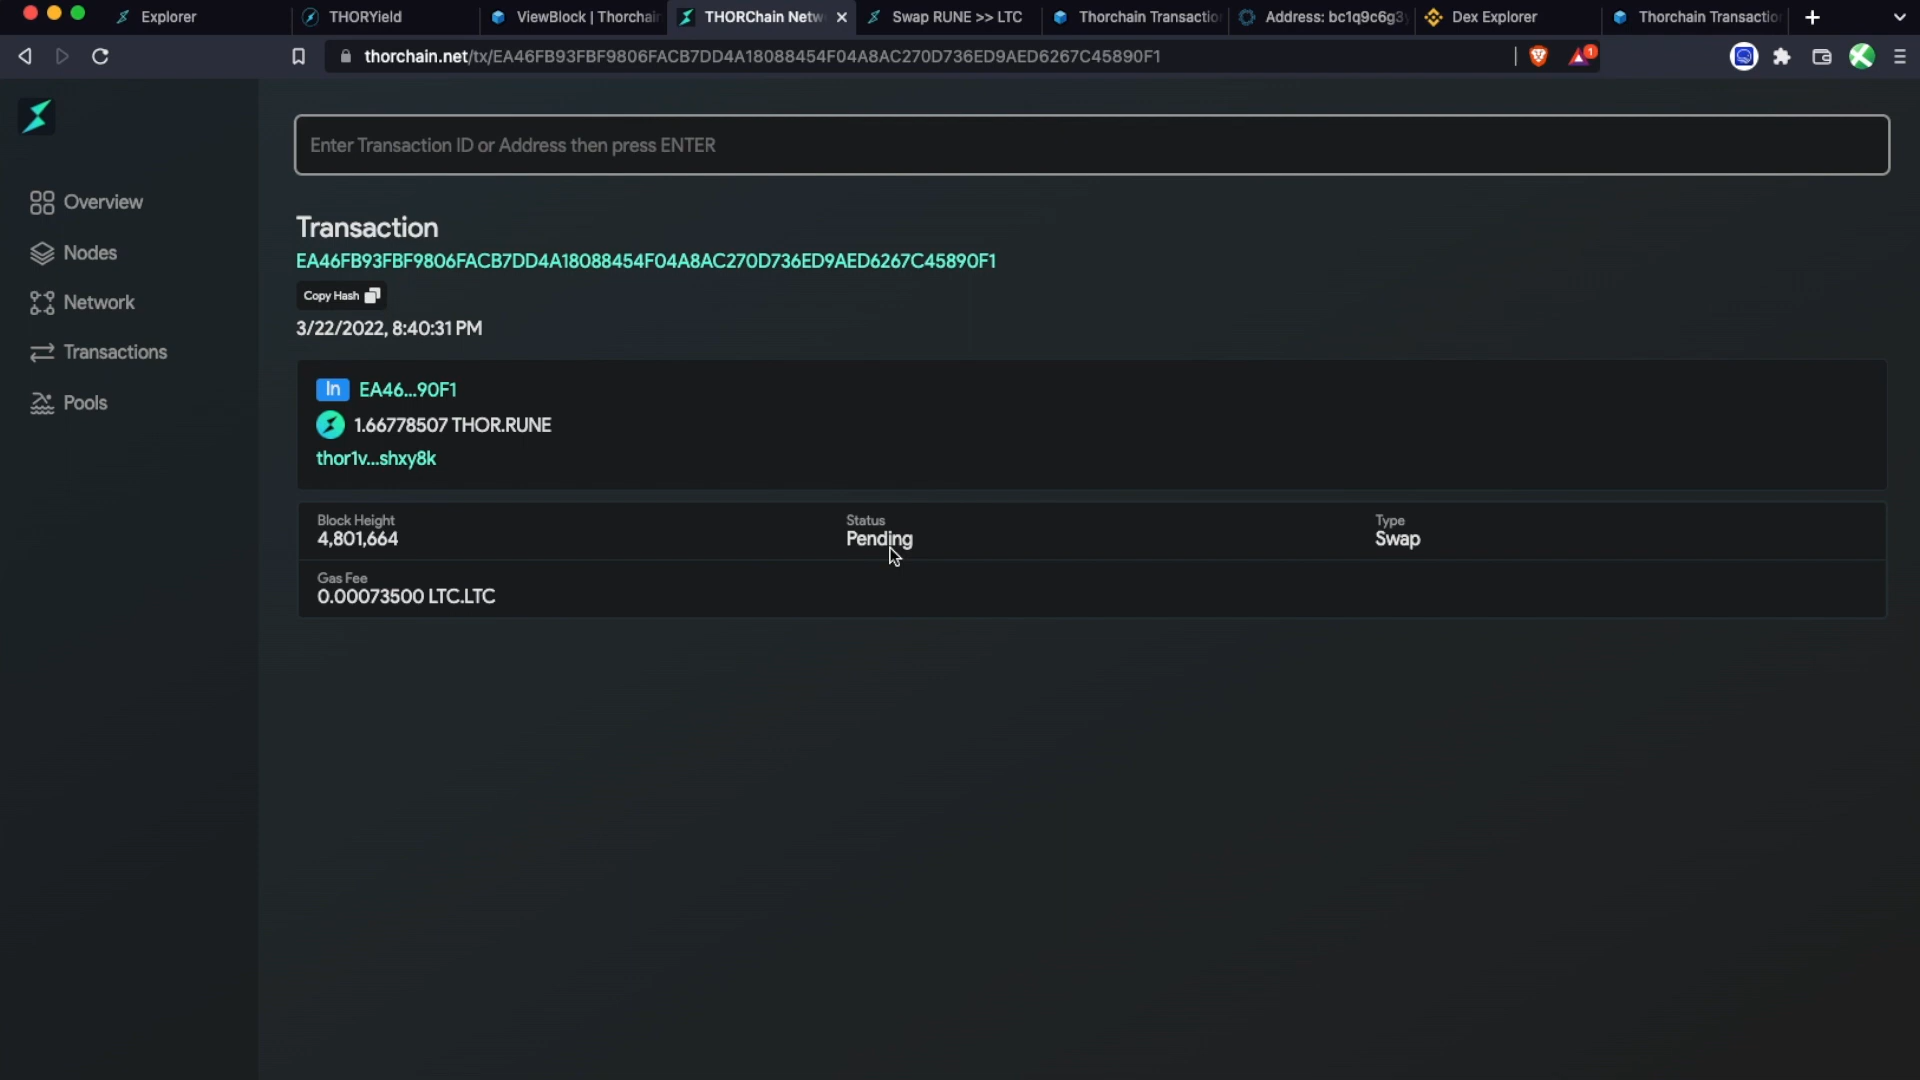 Explorer
THORYield
ViewBlock | Thorchai
THORChain Netw
Swap RUNE >> LTC
Thorchain Transactio
Address: bc1q9c6g3
Dex Explorer
Thorchain Transactio
thorchain.net/tx/EA46FB93FBF9806FACB7DD4A18088454F04A8AC270D736ED9AED6267C45890F1
1
Enter Transaction ID or Address then press ENTER
Overview
Nodes
Network
Transactions
Pools
Transaction
EA46FB93FBF9806FACB7DD4A18088454F04A8AC270D736ED9AED6267C45890F1
Copy Hash
3/22/2022, 8:40:31 PM
In EA46...90F1
1.66778507 THOR.RUNE
thor1v...shxy8k
Block Height
4,801,664
Status
Pending
Type
Swap
Gas Fee
0.00073500 LTC.LTC